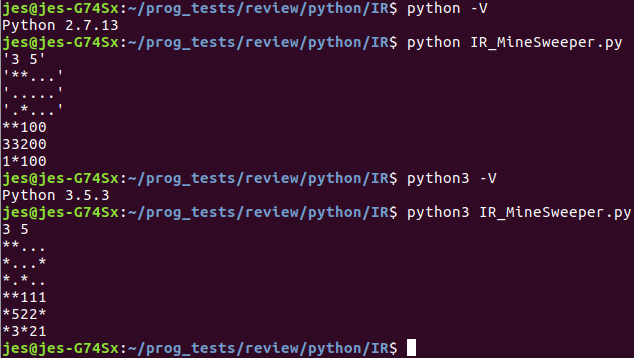 jes@jes-G74Sx:~/prog_tests/review/python/IR$ python -V
Python 2.7.13
jes@jes-G74Sx:~/prog_tests/review/python/IR$ python IR_MineSweeper.py
'3 5'
'**...'
'.....'
'.*...'
**100
33200
1*100
jes@jes-G74Sx:~/prog_tests/review/python/IR$ python3 -V
Python 3.5.3
jes@jes-G74Sx:~/prog_tests/review/python/IR$ python3 IR_MineSweeper.py
3 5
**...
*...*
*.*..
**111
*522*
*3*21
jes@jes-G74Sx:~/prog_tests/review/python/IR$